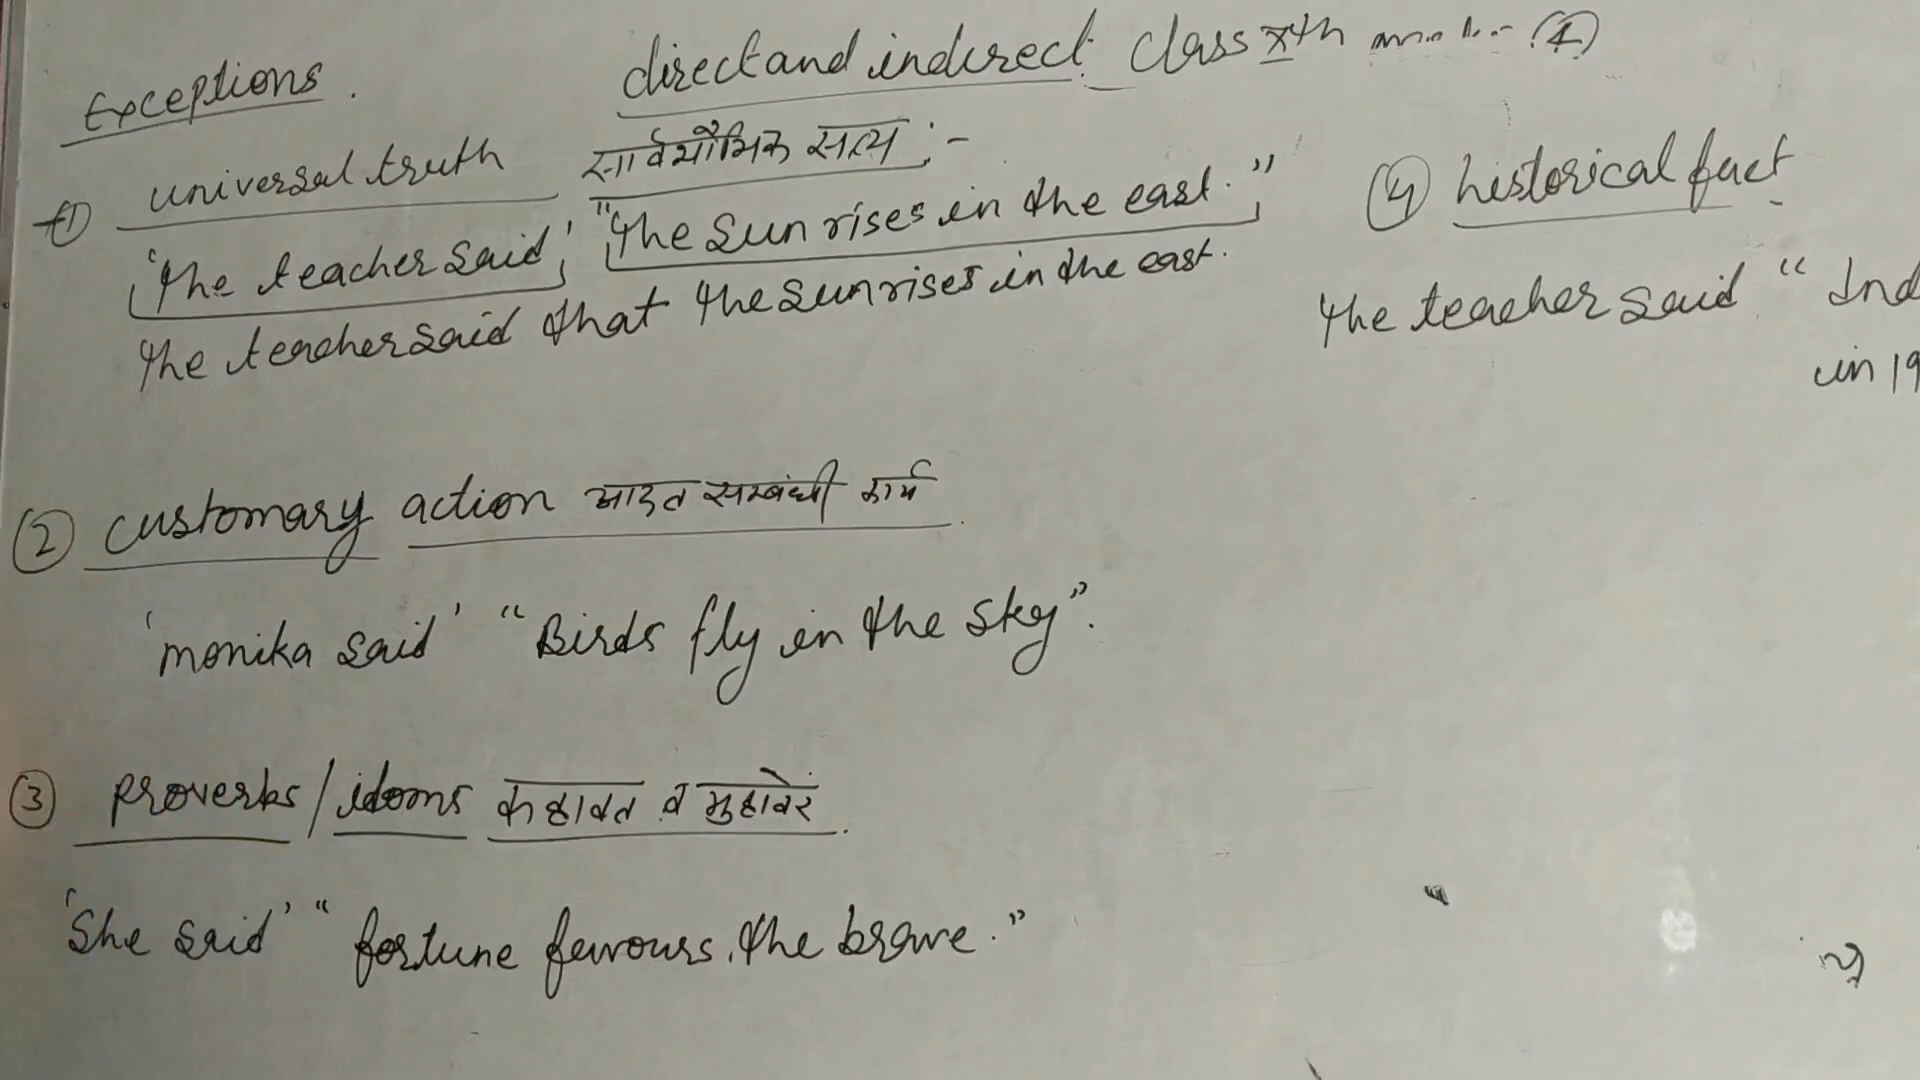 Exceptions.
direct and indirect. Class Xth
① universal truth सार्वभौमिक सत्य :-
'The teacher said', "The sun rises in the east."
The teacher said that the sun rises in the east.
② customary action आदत सम्बंधी कार्य
'monika said' "Birds fly in the sky".
③ proverbs/idoms कहावत व मुहावरे.
'She said' "fortune favours the brave."
④ historical fact
The teacher said "Ind
in 19